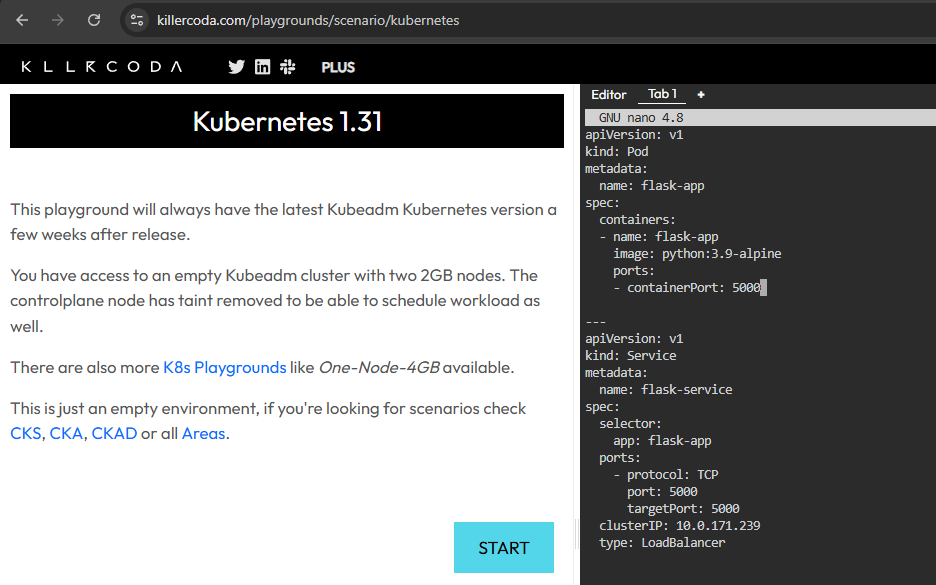 killercoda.com/playgrounds/scenario/kubernetes
KLLRCODA PLUS
Kubernetes 1.31
This playground will always have the latest Kubeadm Kubernetes version a
few weeks after release.
You have access to an empty Kubeadm cluster with two 2GB nodes. The
controlplane node has taint removed to be able to schedule workload as
well.
There are also more K8s Playgrounds like One-Node-4GB available.
This is just an empty environment, if you're looking for scenarios check
CKS, CKA, CKAD or all Areas.
START
Editor Tab 1 +
GNU nano 4.8
apiVersion: v1
kind: Pod
metadata:
  name: flask-app
spec:
  containers:
  - name: flask-app
    image: python:3.9-alpine
    ports:
    - containerPort: 5000
---
apiVersion: v1
kind: Service
metadata:
  name: flask-service
spec:
  selector:
    app: flask-app
  ports:
    - protocol: TCP
      port: 5000
      targetPort: 5000
  clusterIP: 10.0.171.239
  type: LoadBalancer